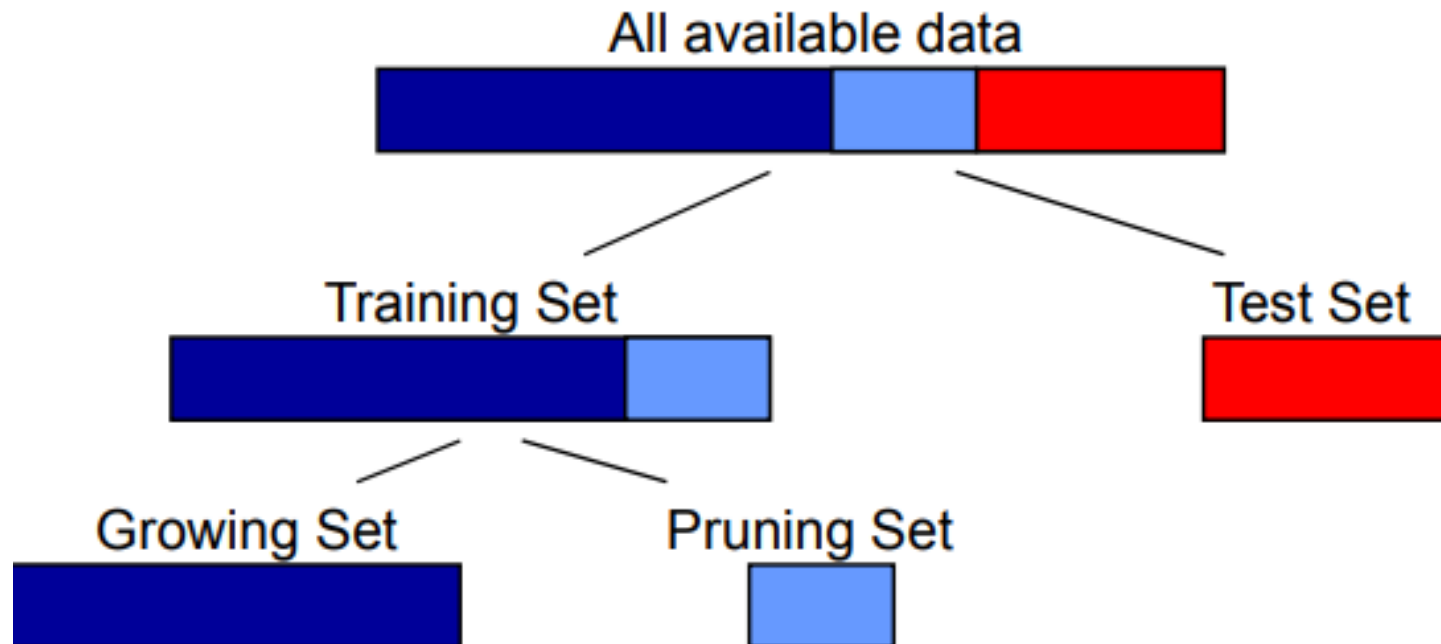 All available data
Training Set
Test Set
Growing Set
Pruning Set